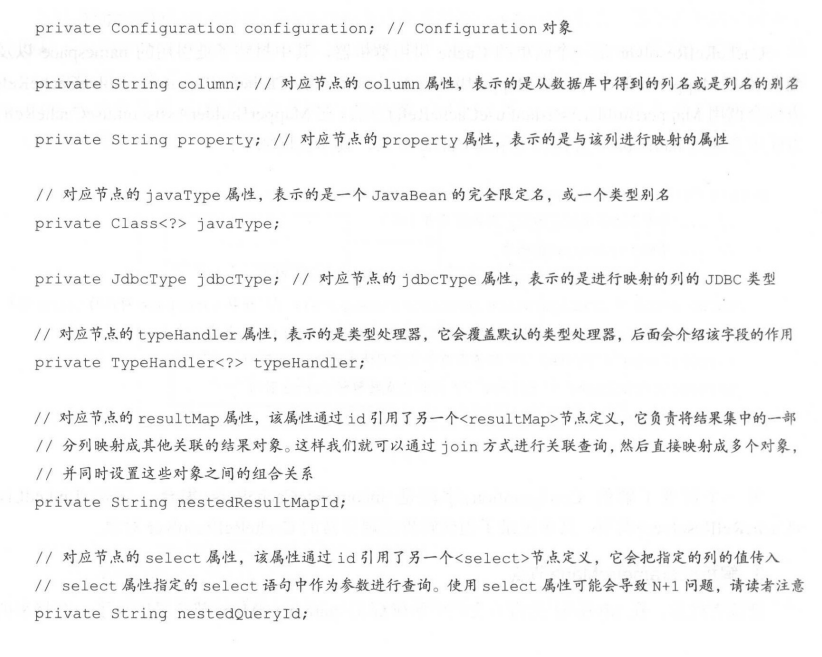 private Configuration configuration; // Configuration 对象
private String column; // 对应节点的 column 属性，表示的是从数据库中得到的列名或是列名的别名
private String property; // 对应节点的 property 属性，表示的是与该列进行映射的属性
// 对应节点的 javaType 属性，表示的是一个 JavaBean 的完全限定名，或一个类型别名
private Class<?> javaType;
private JdbcType jdbcType; // 对应节点的 jdbcType 属性，表示的是进行映射的列的 JDBC 类型
// 对应节点的 typeHandler 属性，表示的是类型处理器，它会覆盖默认的类型处理器，后面会介绍该字段的作用
private TypeHandler<?> typeHandler;
// 对应节点的 resultMap 属性，该属性通过 id 引用了另一个<resultMap>节点定义，它负责将结果集中的一部
// 分列映射成其他关联的结果对象。这样我们就可以通过 join 方式进行关联查询，然后直接映射成多个对象，
// 并同时设置这些对象之间的组合关系
private String nestedResultMapId;
// 对应节点的 select 属性，该属性通过 id 引用了另一个<select>节点定义，它会把指定的列的值传入
// select 属性指定的 select 语句中作为参数进行查询。使用 select 属性可能会导致 N+1 问题，请读者注意
private String nestedQueryId;